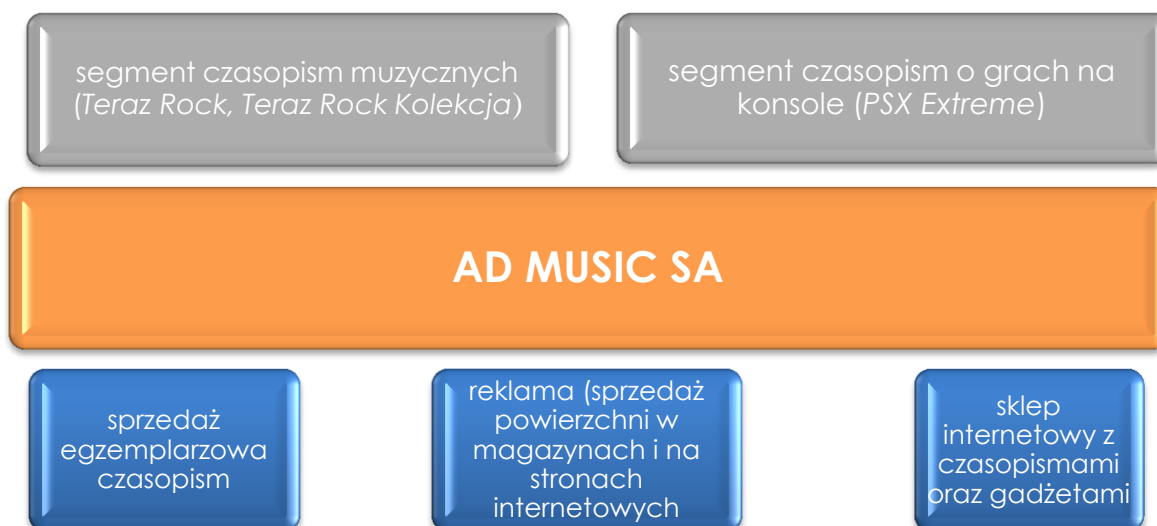 segment czasopism muzycznych
(Teraz Rock, Teraz Rock Kolekcja)
segment czasopism o grach na
konsole (PSX Extreme)
AD MUSIC SA
sprzedaż
egzemplarzowa
czasopism
reklama (sprzedaż
powierzchni w
magazynach i na
stronach
internetowych
sklep
internetowy z
czasopismami
oraz gadżetami